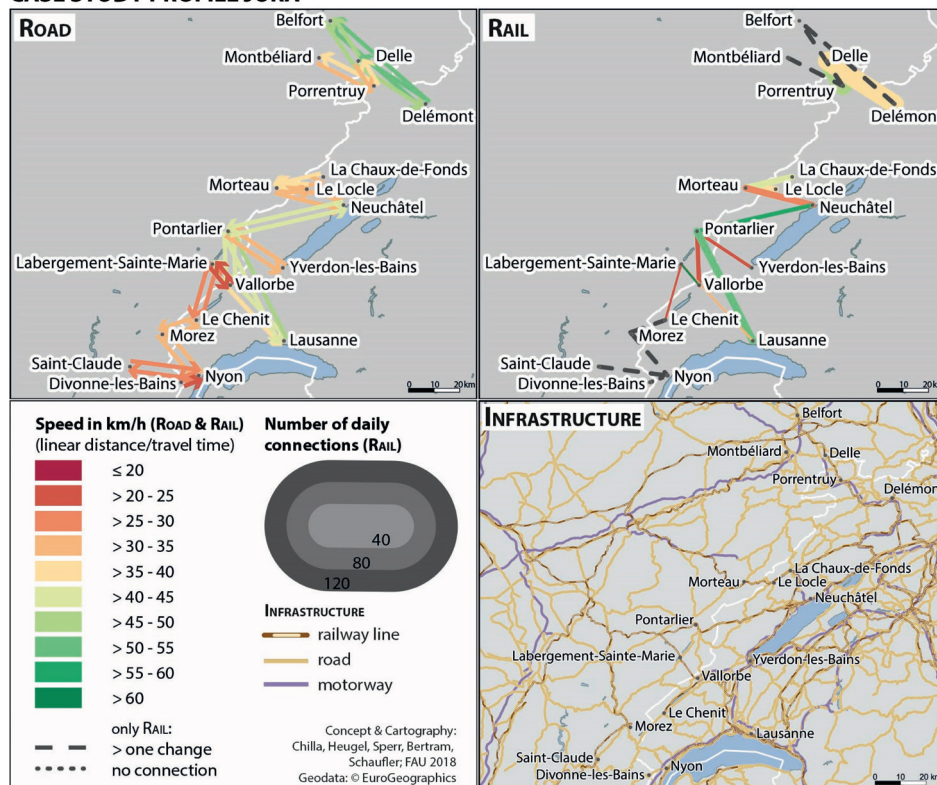 ROAD
Belfort
Montbéliard
Delle
Porrentruy
Delémont
La Chaux-de-Fonds
Morteau
Le Locle
Neuchâtel
Pontarlier
Labergement-Sainte-Marie
Yverdon-les-Bains
Vallorbe
Le Chenit
Morez
Lausanne
Saint-Claude
Divonne-les-Bains
Nyon
0 10 20 km
RAIL
Belfort
Montbéliard
Delle
Porrentruy
Delémont
La Chaux-de-Fonds
Morteau
Le Locle
Neuchâtel
Pontarlier
Labergement-Sainte-Marie
Yverdon-les-Bains
Vallorbe
Le Chenit
Morez
Lausanne
Saint-Claude
Divonne-les-Bains
Nyon
0 10 20 km
Speed in km/h (ROAD & RAIL)
(linear distance/travel time)
≤ 20
> 20 - 25
> 25 - 30
> 30 - 35
> 35 - 40
> 40 - 45
> 45 - 50
> 50 - 55
> 55 - 60
> 60
only RAIL:
> one change
no connection
Number of daily
connections (RAIL)
40
80
120
INFRASTRUCTURE
railway line
road
motorway
Concept & Cartography:
Chilla, Heugel, Sperr, Bertram,
Schaufler; FAU 2018
Geodata: © EuroGeographics
INFRASTRUCTURE
Belfort
Montbéliard
Delle
Porrentruy
Delémont
La Chaux-de-Fonds
Morteau
Le Locle
Neuchâtel
Pontarlier
Labergement-Sainte-Marie
Yverdon-les-Bains
Vallorbe
Le Chenit
Morez
Lausanne
Saint-Claude
Nyon
Divonne-les-Bains
0 10 20 km